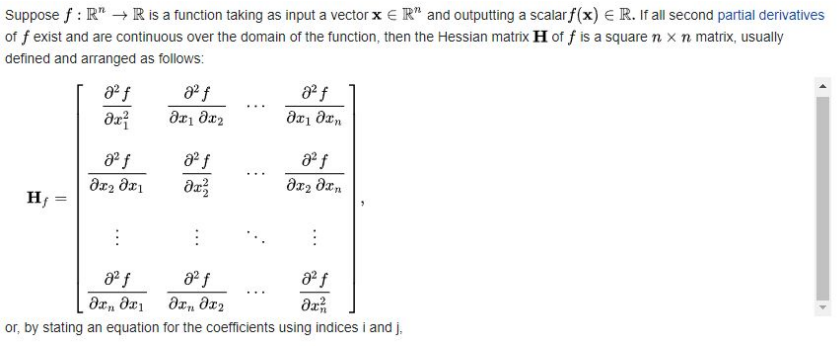 Suppose f : ℝⁿ → ℝ is a function taking as input a vector 𝐱 ∈ ℝⁿ and outputting a scalar f(𝐱) ∈ ℝ. If all second partial derivatives
of f exist and are continuous over the domain of the function, then the Hessian matrix 𝐇 of f is a square n × n matrix, usually
defined and arranged as follows:
∂²f/∂x₁² ∂²f/∂x₁ ∂x₂ ⋯ ∂²f/∂x₁ ∂xₙ
∂²f/∂x₂ ∂x₁ ∂²f/∂x₂² ⋯ ∂²f/∂x₂ ∂xₙ
𝐇f = ,
⋮ ⋮ ⋱ ⋮
∂²f/∂xₙ ∂x₁ ∂²f/∂xₙ ∂x₂ ⋯ ∂²f/∂xₙ²
or, by stating an equation for the coefficients using indices i and j,